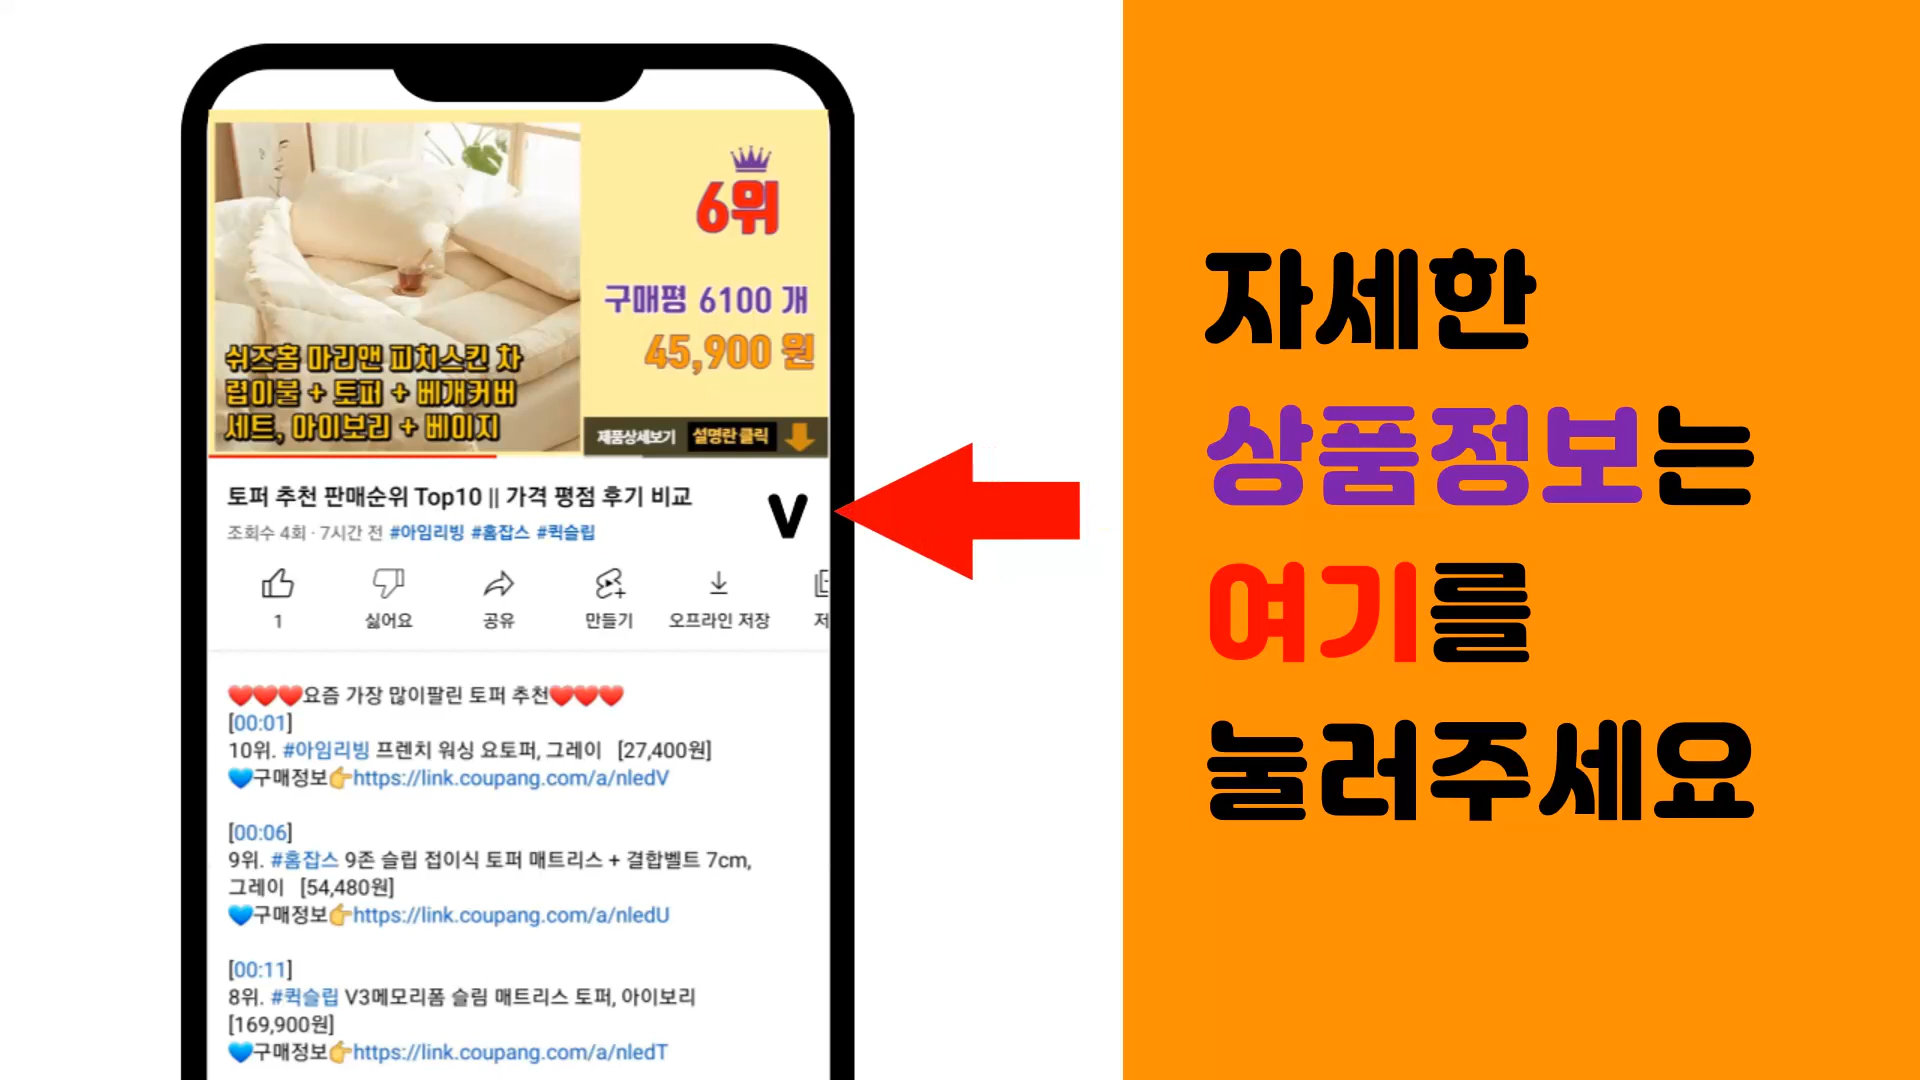 6위
구매평 6100 개
45,900 원
쉬즈홈 마리앤 피치스킨 차
렵이불 + 토퍼 + 베개커버
세트, 아이보리 + 베이지
제품상세보기 설명란 클릭
토퍼 추천 판매순위 Top10 || 가격 평점 후기 비교
조회수 4회 · 7시간 전 #아임리빙 #홈잡스 #퀵슬립
V
1 싫어요 공유 만들기 오프라인 저장 저
❤❤❤요즘 가장 많이팔린 토퍼 추천❤❤❤
[00:01]
10위. #아임리빙 프렌치 워싱 요토퍼, 그레이 [27,400원]
💙구매정보👉https://link.coupang.com/a/nledV
[00:06]
9위. #홈잡스 9존 슬립 접이식 토퍼 매트리스 + 결합벨트 7cm,
그레이 [54,480원]
💙구매정보👉https://link.coupang.com/a/nledU
[00:11]
8위. #퀵슬립 V3메모리폼 슬림 매트리스 토퍼, 아이보리
[169,900원]
💙구매정보👉https://link.coupang.com/a/nledT
자세한
상품정보는
여기를
눌러주세요